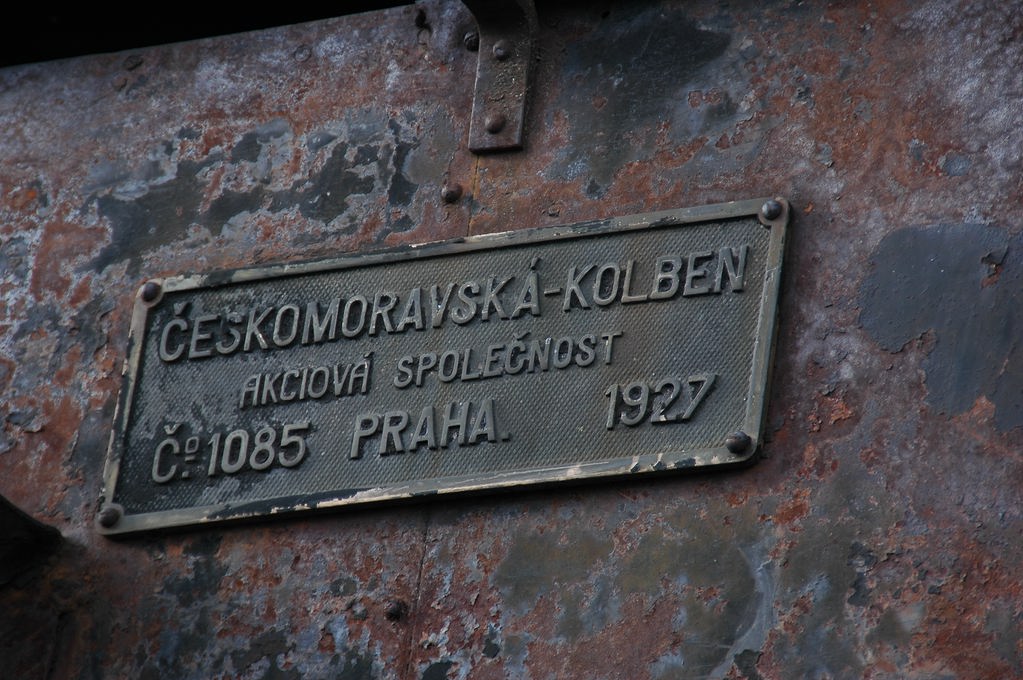 ČESKOMORAVSKÁ-KOLBEN
AKCIOVÁ SPOLEČNOST
Čo. 1085 PRAHA. 1927